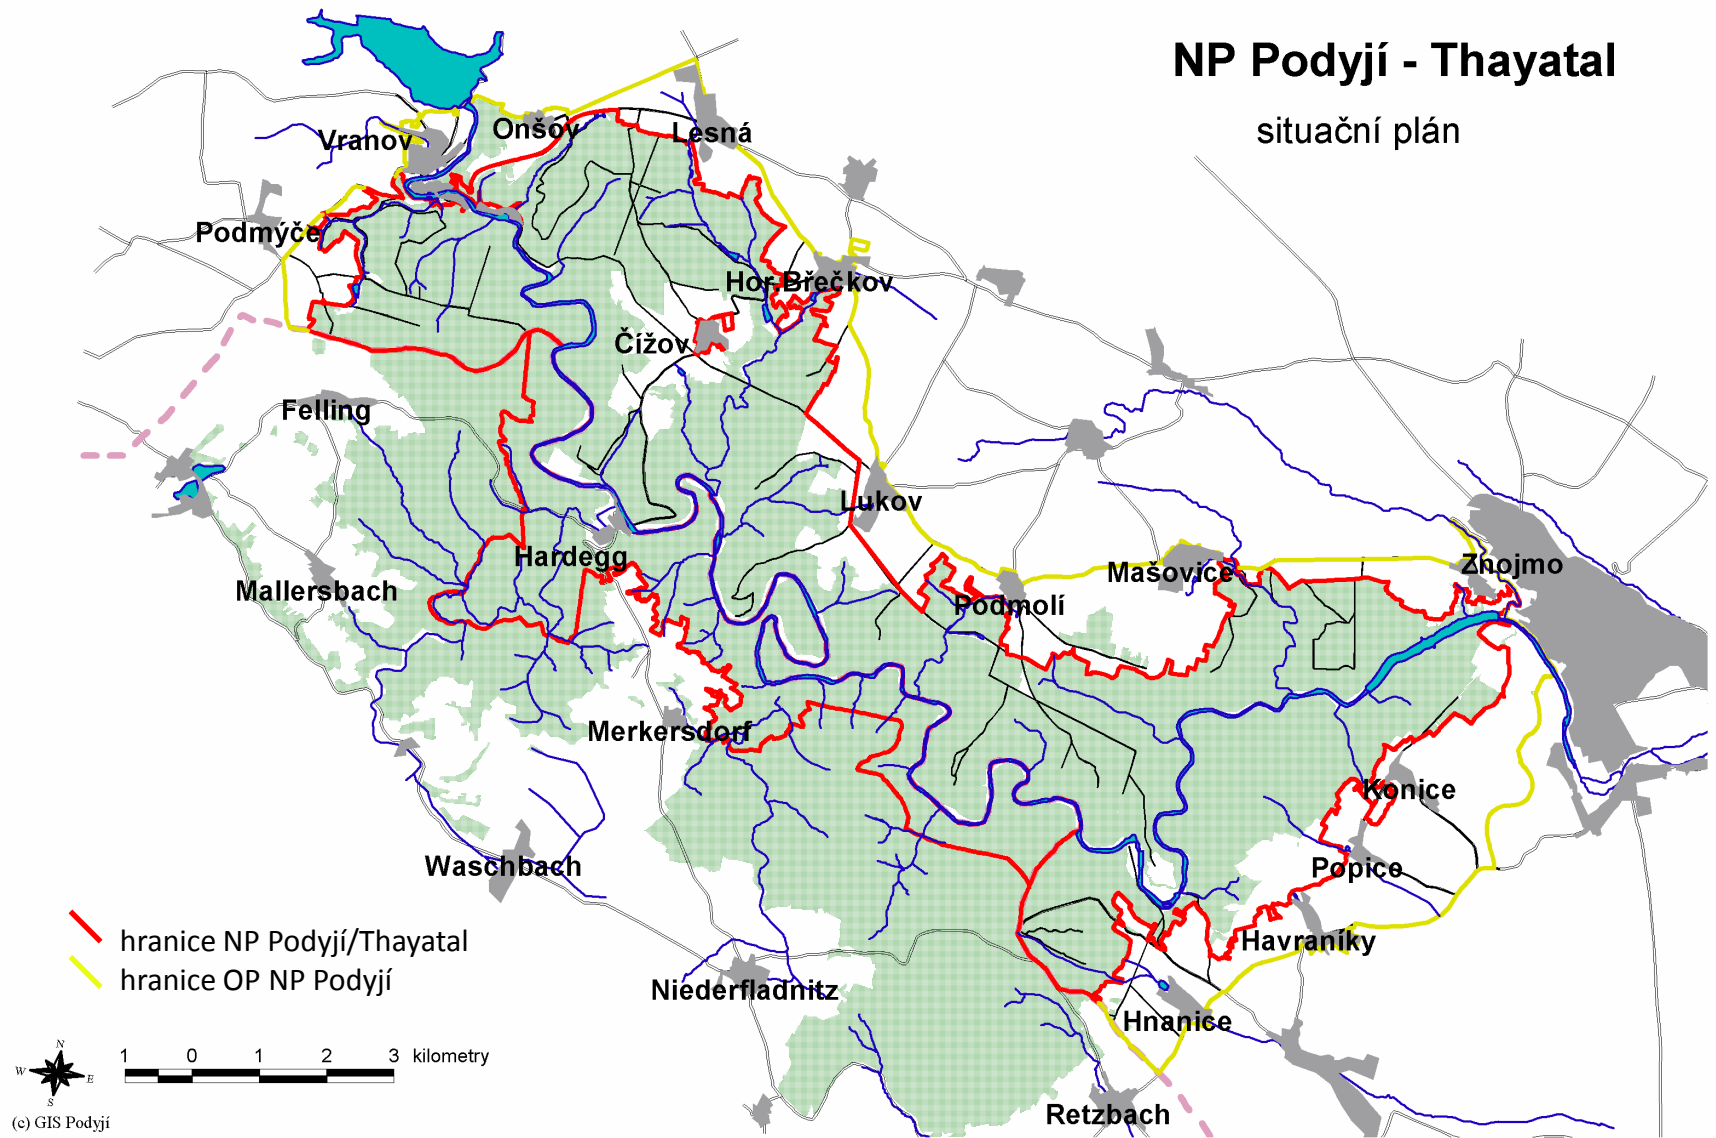 NP Podyjí - Thayatal
situační plán
Vranov
Onšov
Lesná
Podmýče
Hor.Břečkov
Čížov
Felling
Lukov
Hardegg
Mallersbach
Mašovice
Znojmo
Podmolí
Merkersdorf
Konice
Waschbach
Popice
Havraníky
Niederfladnitz
Hnanice
Retzbach
hranice NP Podyjí/Thayatal
hranice OP NP Podyjí
N
W E
S
1 0 1 2 3 kilometry
(c) GIS Podyjí